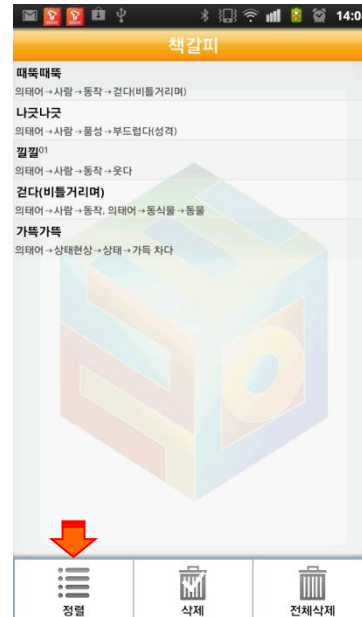 14:0
책갈피
때뚝때뚝
의태어→사람→동작→걷다(비틀거리며)
나긋나긋
의태어→사람→품성→부드럽다(성격)
낄낄01
의태어→사람→동작→웃다
걷다(비틀거리며)
의태어→사람→동작, 의태어→동식물→동물
가뜩가뜩
의태어→상태현상→상태→가득 차다
정렬 삭제 전체삭제